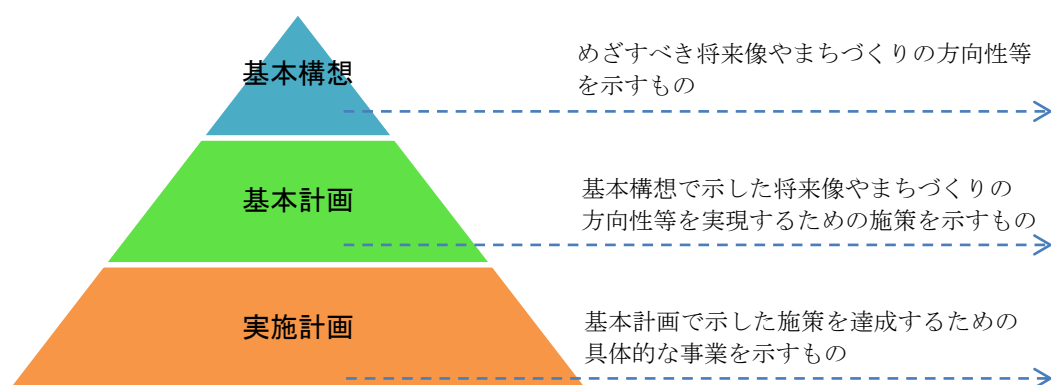 基本構想
めざすべき将来像やまちづくりの方向性等
を示すもの
基本計画
基本構想で示した将来像やまちづくりの
方向性等を実現するための施策を示すもの
実施計画
基本計画で示した施策を達成するための
具体的な事業を示すもの